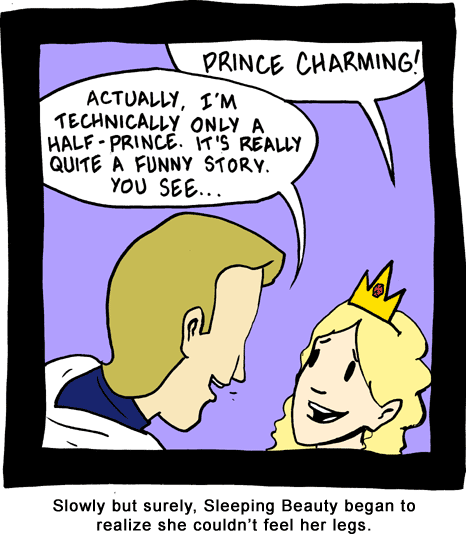 PRINCE CHARMING!
ACTUALLY, I'M
TECHNICALLY ONLY A
HALF-PRINCE. IT'S REALLY
QUITE A FUNNY STORY.
YOU SEE...
Slowly but surely, Sleeping Beauty began to
realize she couldn't feel her legs.